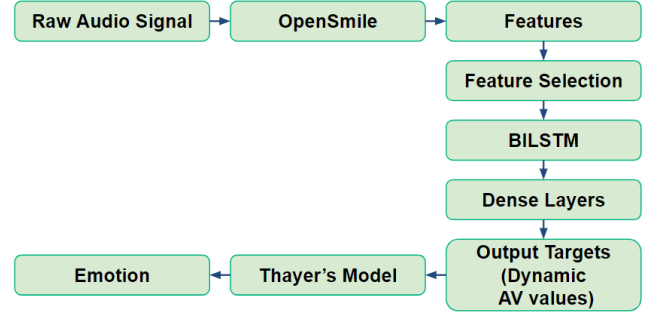 Raw Audio Signal
OpenSmile
Features
Feature Selection
BILSTM
Dense Layers
Output Targets
(Dynamic
AV values)
Thayer's Model
Emotion